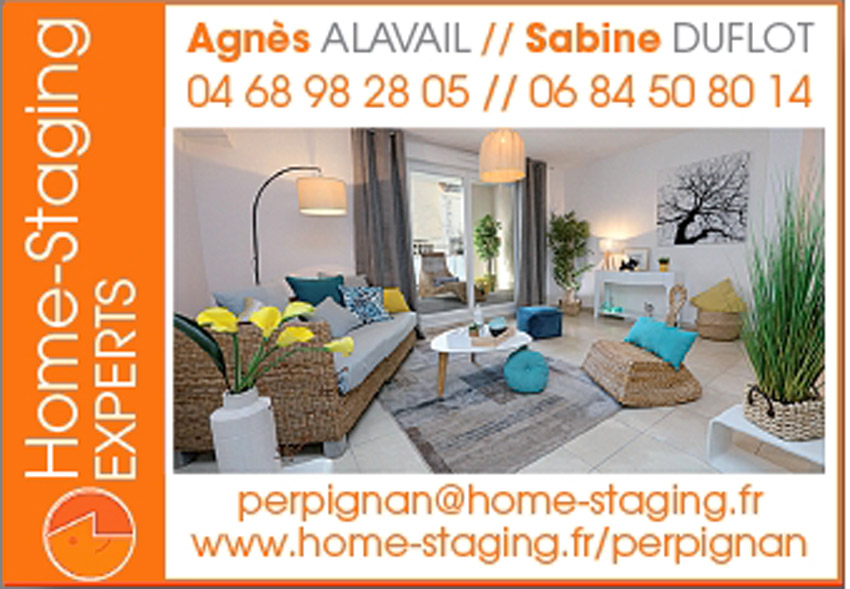 Home-Staging
EXPERTS
Agnès ALAVAIL // Sabine DUFLOT
04 68 98 28 05 // 06 84 50 80 14
perpignan@home-staging.fr
www.home-staging.fr/perpignan